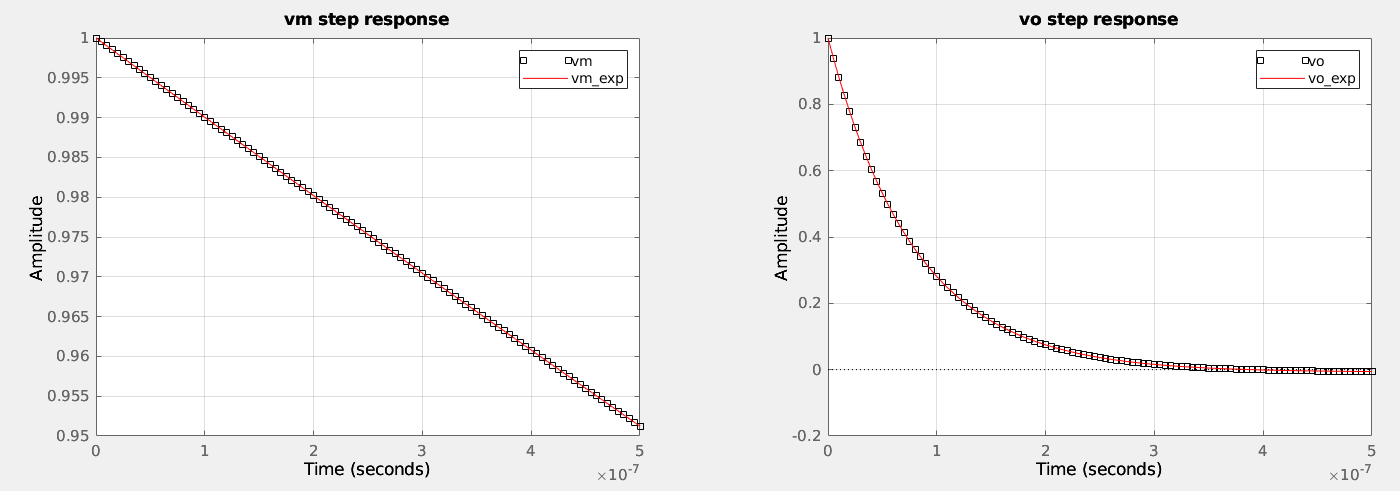 vm step response
vm
vm_exp
1
0.995
0.99
0.985
0.98
0.975
0.97
0.965
0.96
0.955
0.95
Amplitude
0 1 2 3 4 5
Time (seconds)
×10-7
vo step response
vo
vo_exp
1
0.8
0.6
0.4
0.2
0
-0.2
Amplitude
0 1 2 3 4 5
Time (seconds)
×10-7